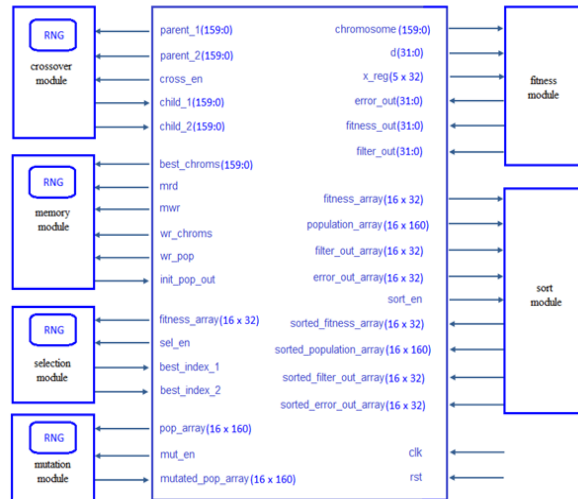 RNG
crossover
module
parent_1(159:0)
parent_2(159:0)
cross_en
child_1(159:0)
child_2(159:0)
RNG
memory
module
best_chroms(159:0)
mrd
mwr
wr_chroms
wr_pop
init_pop_out
RNG
selection
module
fitness_array(16 x 32)
sel_en
best_index_1
best_index_2
RNG
mutation
module
pop_array(16 x 160)
mut_en
mutated_pop_array(16 x 160)
chromosome(159:0)
d(31:0)
x_reg(5 x 32)
error_out(31:0)
fitness_out(31:0)
filter_out(31:0)
fitness
module
fitness_array(16 x 32)
population_array(16 x 160)
filter_out_array(16 x 32)
error_out_array(16 x 32)
sort_en
sorted_fitness_array(16 x 32)
sorted_population_array(16 x 160)
sorted_filter_out_array(16 x 32)
sorted_error_out_array(16 x 32)
sort
module
clk
rst